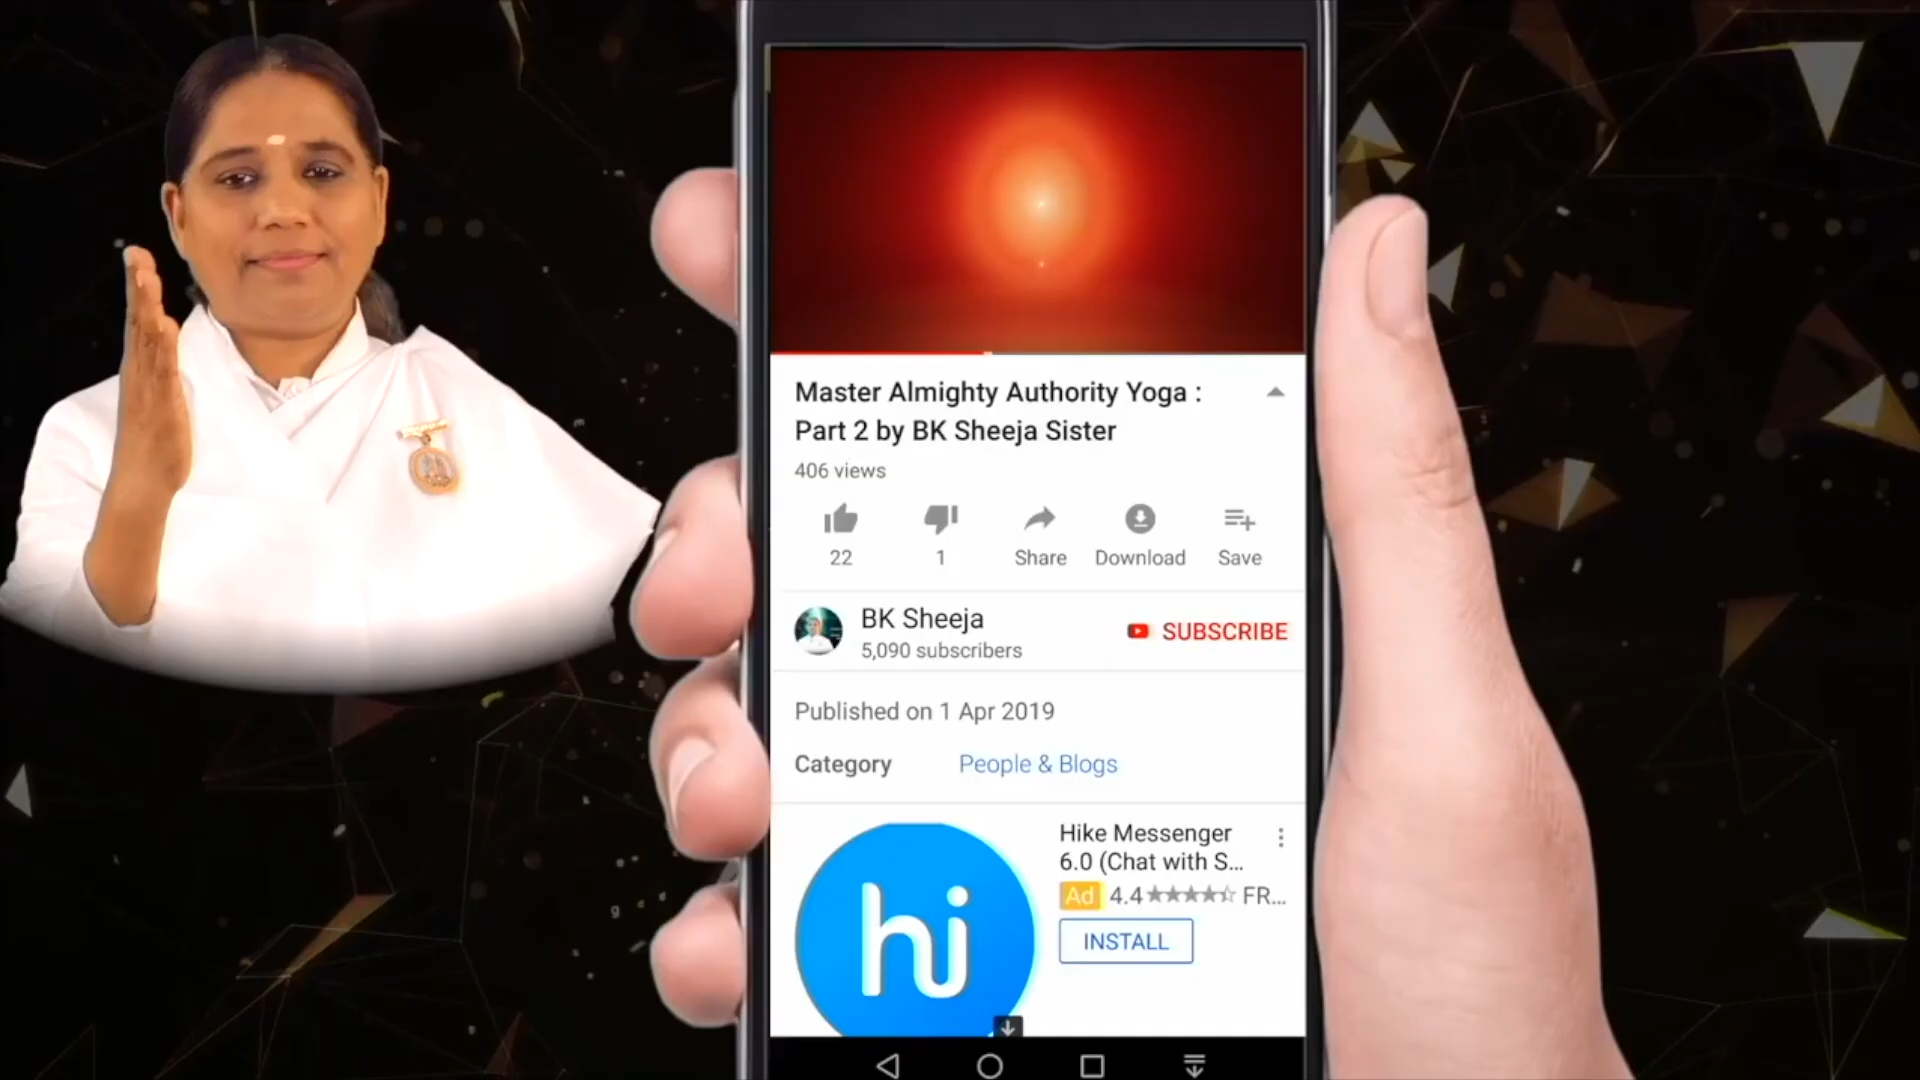 Master Almighty Authority Yoga :
Part 2 by BK Sheeja Sister
406 views
22
1
Share
Download
Save
BK Sheeja
5,090 subscribers
SUBSCRIBE
Published on 1 Apr 2019
Category
People & Blogs
Hike Messenger
6.0 (Chat with S...
Ad 4.4 FR...
INSTALL
hi